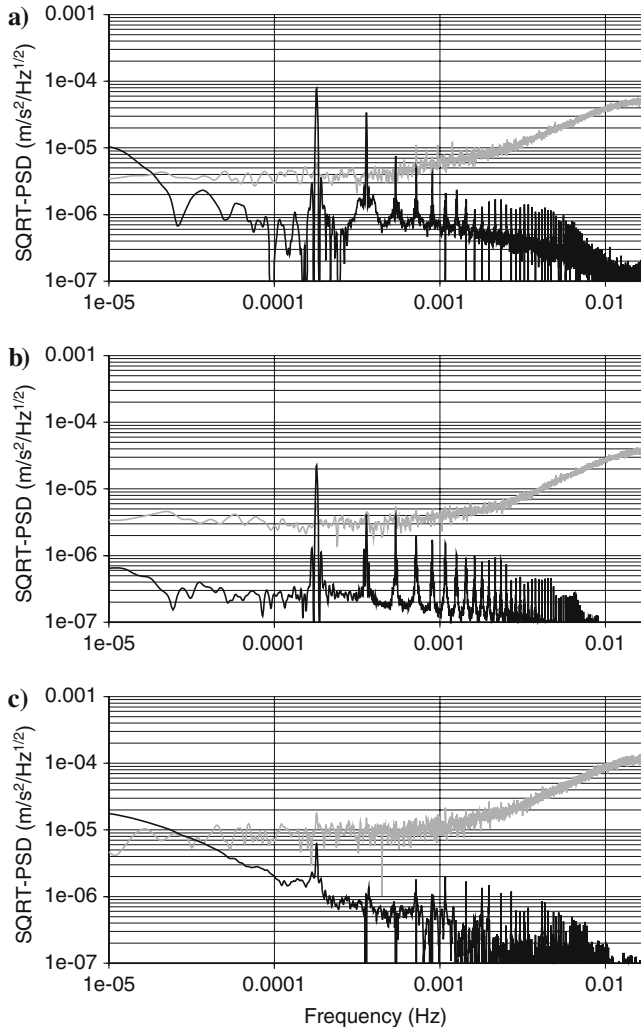 a)
SQRT-PSD (m/s²/Hz^1/2)
0.001
1e-04
1e-05
1e-06
1e-07
1e-05 0.0001 0.001 0.01
b)
SQRT-PSD (m/s²/Hz^1/2)
0.001
1e-04
1e-05
1e-06
1e-07
1e-05 0.0001 0.001 0.01
c)
SQRT-PSD (m/s²/Hz^1/2)
0.001
1e-04
1e-05
1e-06
1e-07
1e-05 0.0001 0.001 0.01
Frequency (Hz)